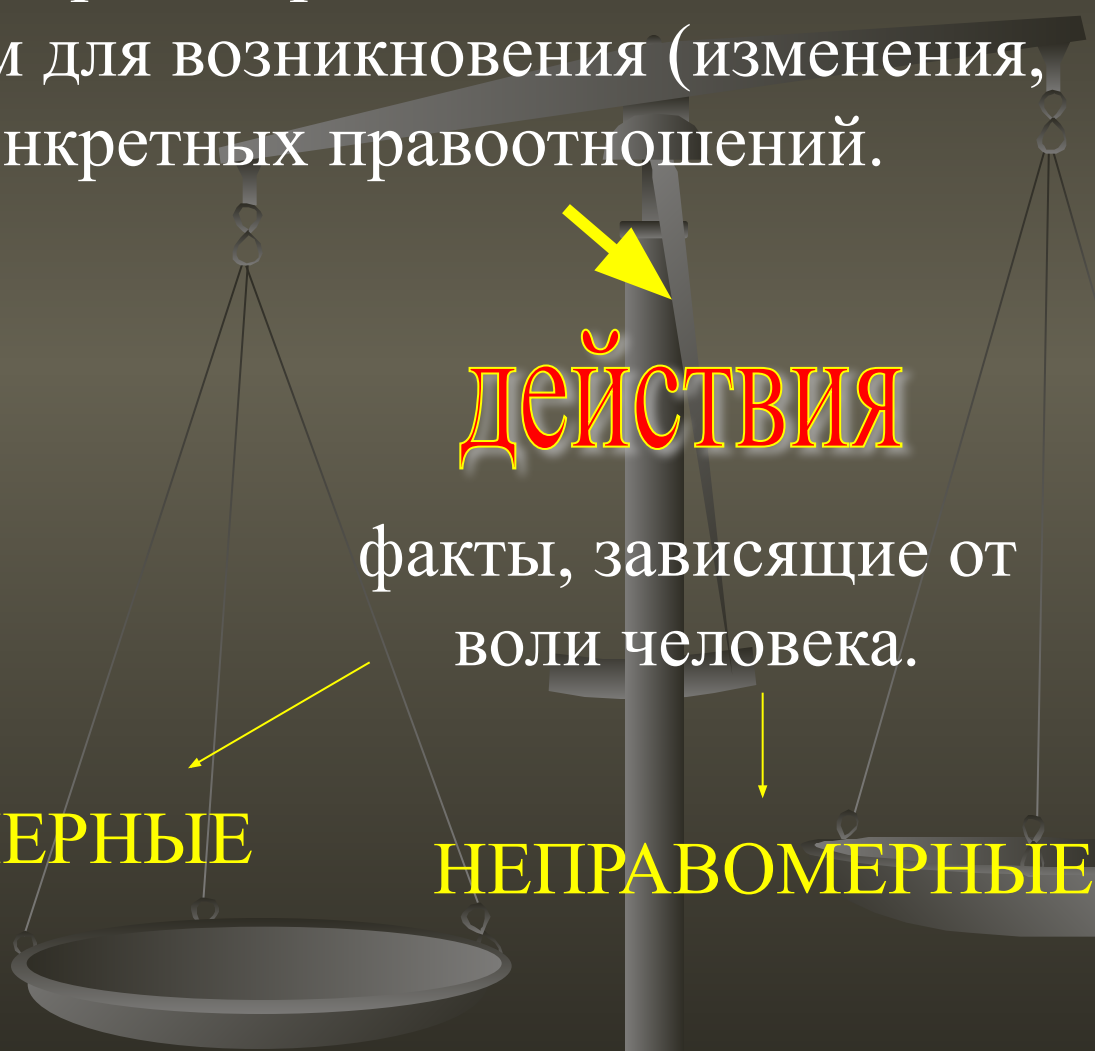 м для возникновения (изменения,
нкретных правоотношений.
действия
факты, зависящие от
воли человека.
ЕРНЫЕ
НЕПРАВОМЕРНЫЕ